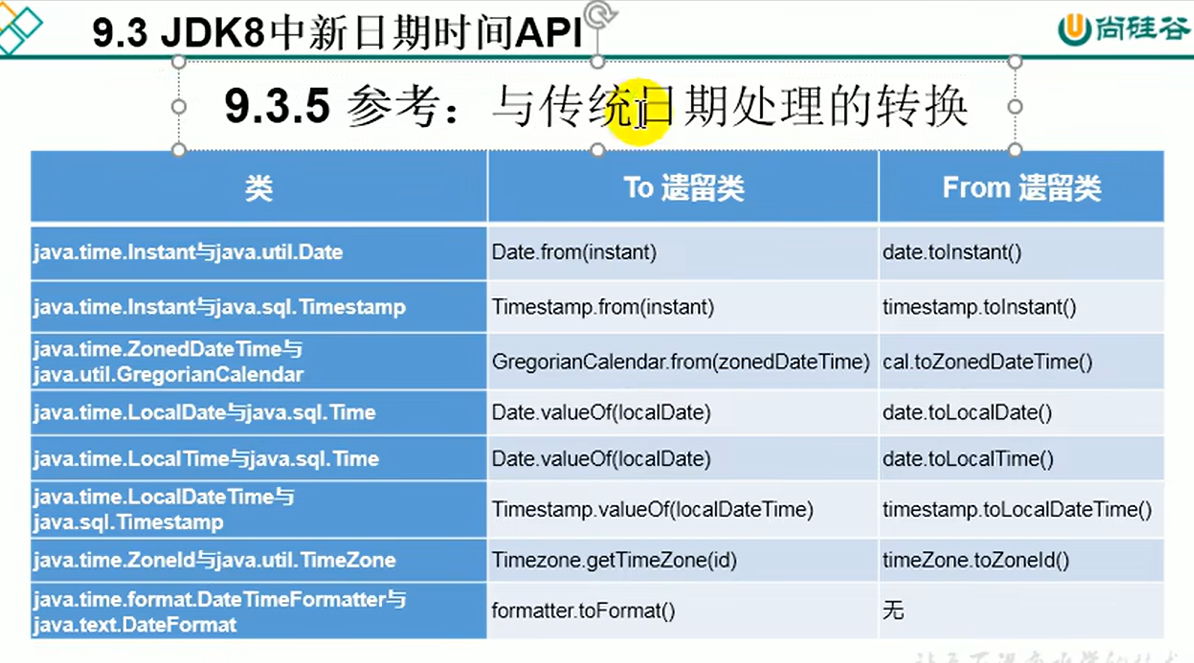 9.3 JDK8中新日期时间API
尚硅谷
9.3.5 参考：与传统日期处理的转换
类 To 遗留类 From 遗留类
java.time.Instant与java.util.Date Date.from(instant) date.toInstant()
java.time.Instant与java.sql.Timestamp Timestamp.from(instant) timestamp.toInstant()
java.time.ZonedDateTime与
java.util.GregorianCalendar GregorianCalendar.from(zonedDateTime) cal.toZonedDateTime()
java.time.LocalDate与java.sql.Time Date.valueOf(localDate) date.toLocalDate()
java.time.LocalTime与java.sql.Time Date.valueOf(localDate) date.toLocalTime()
java.time.LocalDateTime与
java.sql.Timestamp Timestamp.valueOf(localDateTime) timestamp.toLocalDateTime()
java.time.ZoneId与java.util.TimeZone Timezone.getTimeZone(id) timeZone.toZoneId()
java.time.format.DateTimeFormatter与
java.text.DateFormat formatter.toFormat() 无